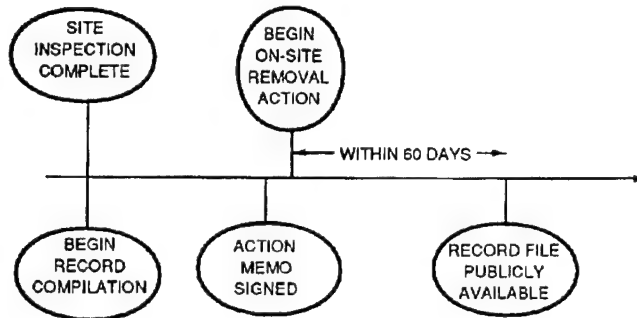 SITE
INSPECTION
COMPLETE
BEGIN
ON-SITE
REMOVAL
ACTION
WITHIN 60 DAYS
BEGIN
RECORD
COMPILATION
ACTION
MEMO
SIGNED
RECORD FILE
PUBLICLY
AVAILABLE